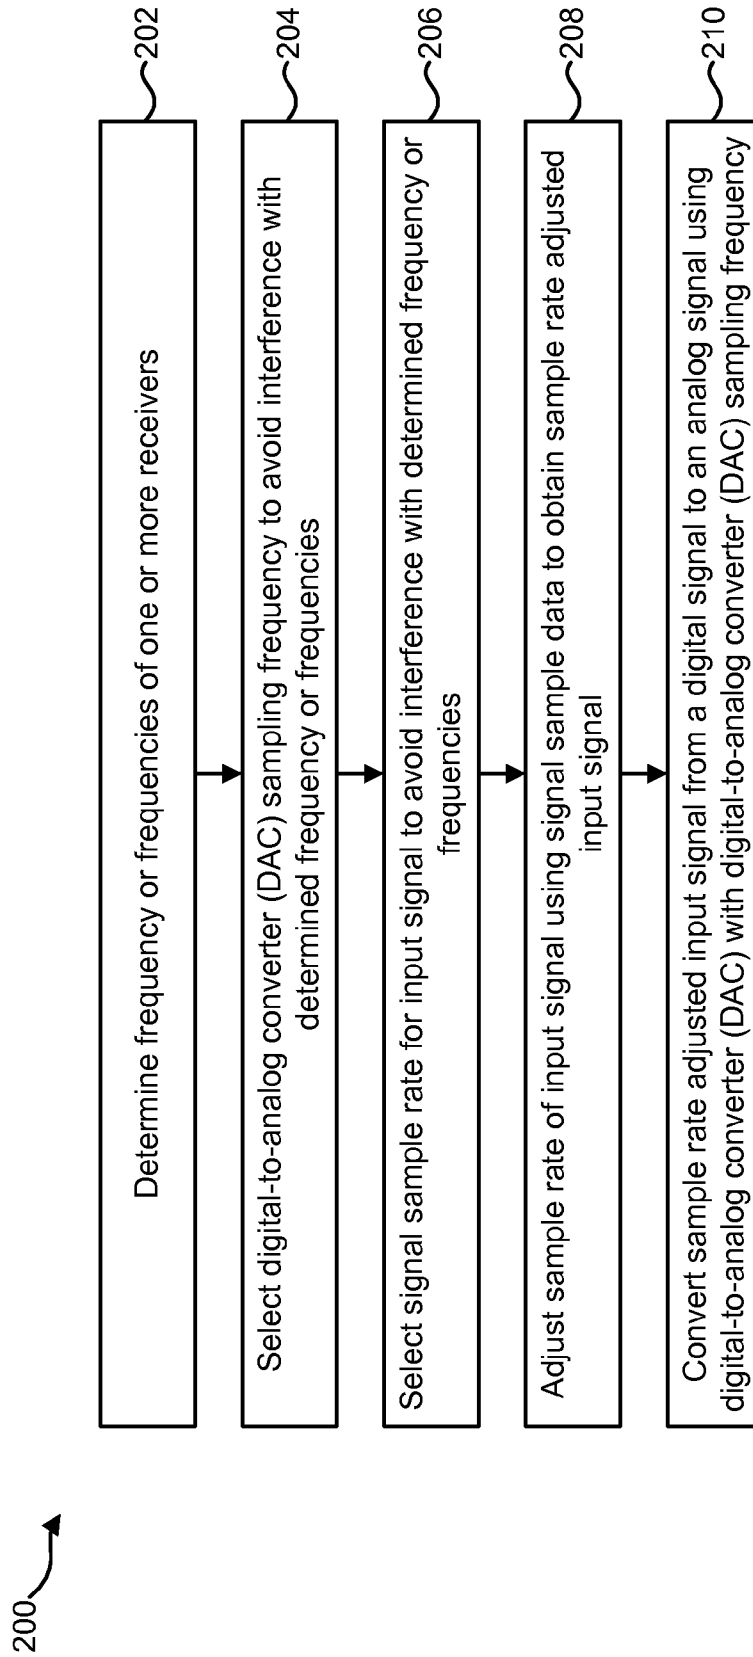 200
Determine frequency or frequencies of one or more receivers
202
Select digital-to-analog converter (DAC) sampling frequency to avoid interference with
determined frequency or frequencies
204
Select signal sample rate for input signal to avoid interference with determined frequency or
frequencies
206
Adjust sample rate of input signal using signal sample data to obtain sample rate adjusted
input signal
208
Convert sample rate adjusted input signal from a digital signal to an analog signal using
digital-to-analog converter (DAC) with digital-to-analog converter (DAC) sampling frequency
210